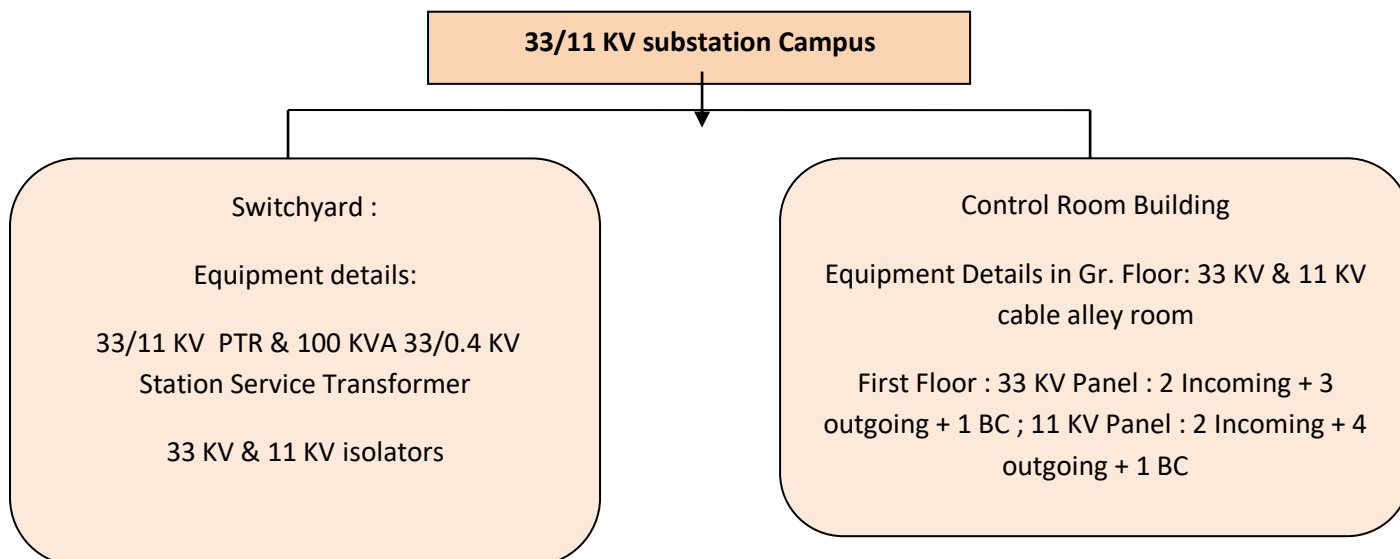 33/11 KV substation Campus
Switchyard :
Equipment details:
33/11 KV PTR & 100 KVA 33/0.4 KV
Station Service Transformer
33 KV & 11 KV isolators
Control Room Building
Equipment Details in Gr. Floor: 33 KV & 11 KV
cable alley room
First Floor : 33 KV Panel : 2 Incoming + 3
outgoing + 1 BC ; 11 KV Panel : 2 Incoming + 4
outgoing + 1 BC